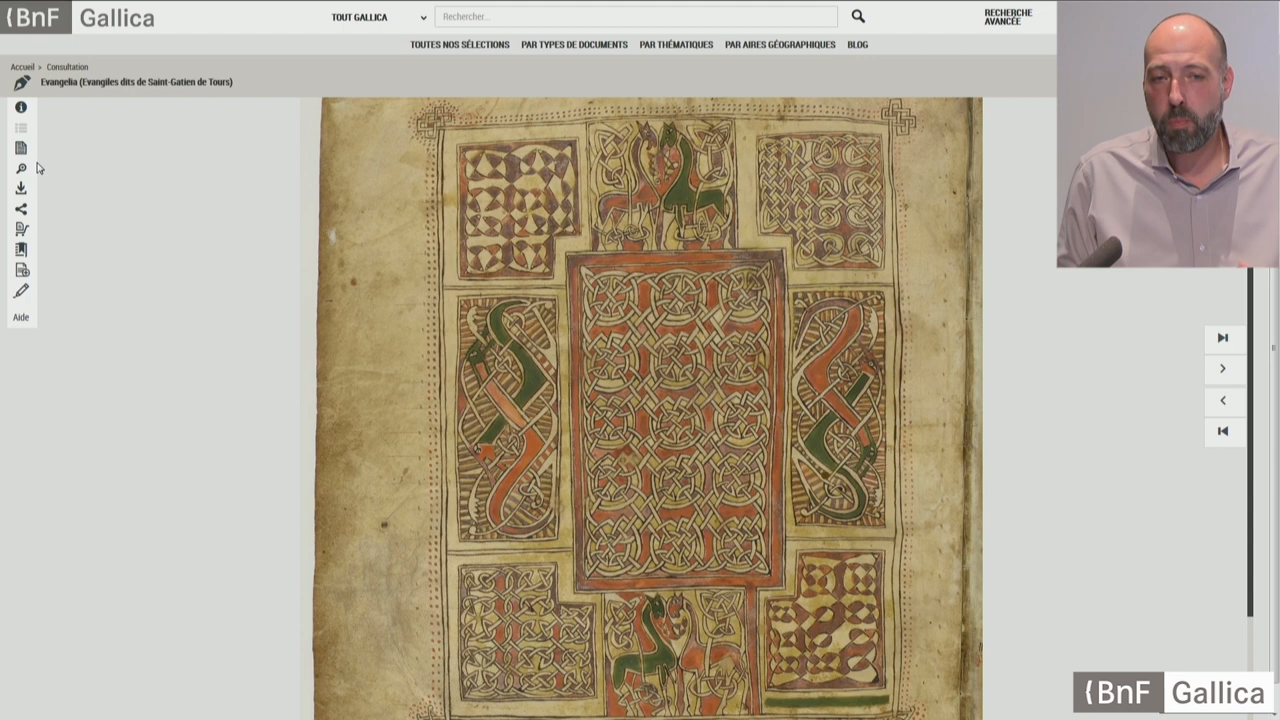 BnF Gallica
TOUT GALLICA
Rechercher...
RECHERCHE
AVANCÉE
TOUTES NOS SÉLECTIONS PAR TYPES DE DOCUMENTS PAR THÉMATIQUES PAR AIRES GÉOGRAPHIQUES BLOG
Accueil > Consultation
Evangelia (Evangiles dits de Saint-Gatien de Tours)
Aide
BnF Gallica